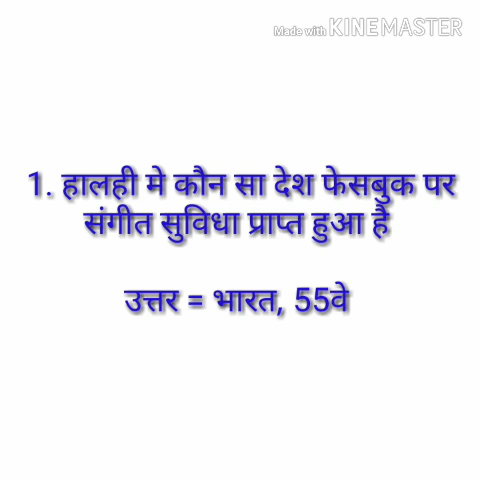 Made with KINEMASTER
1. हालही मे कौन सा देश फेसबुक पर
संगीत सुविधा प्राप्त हुआ है
उत्तर = भारत, 55वे